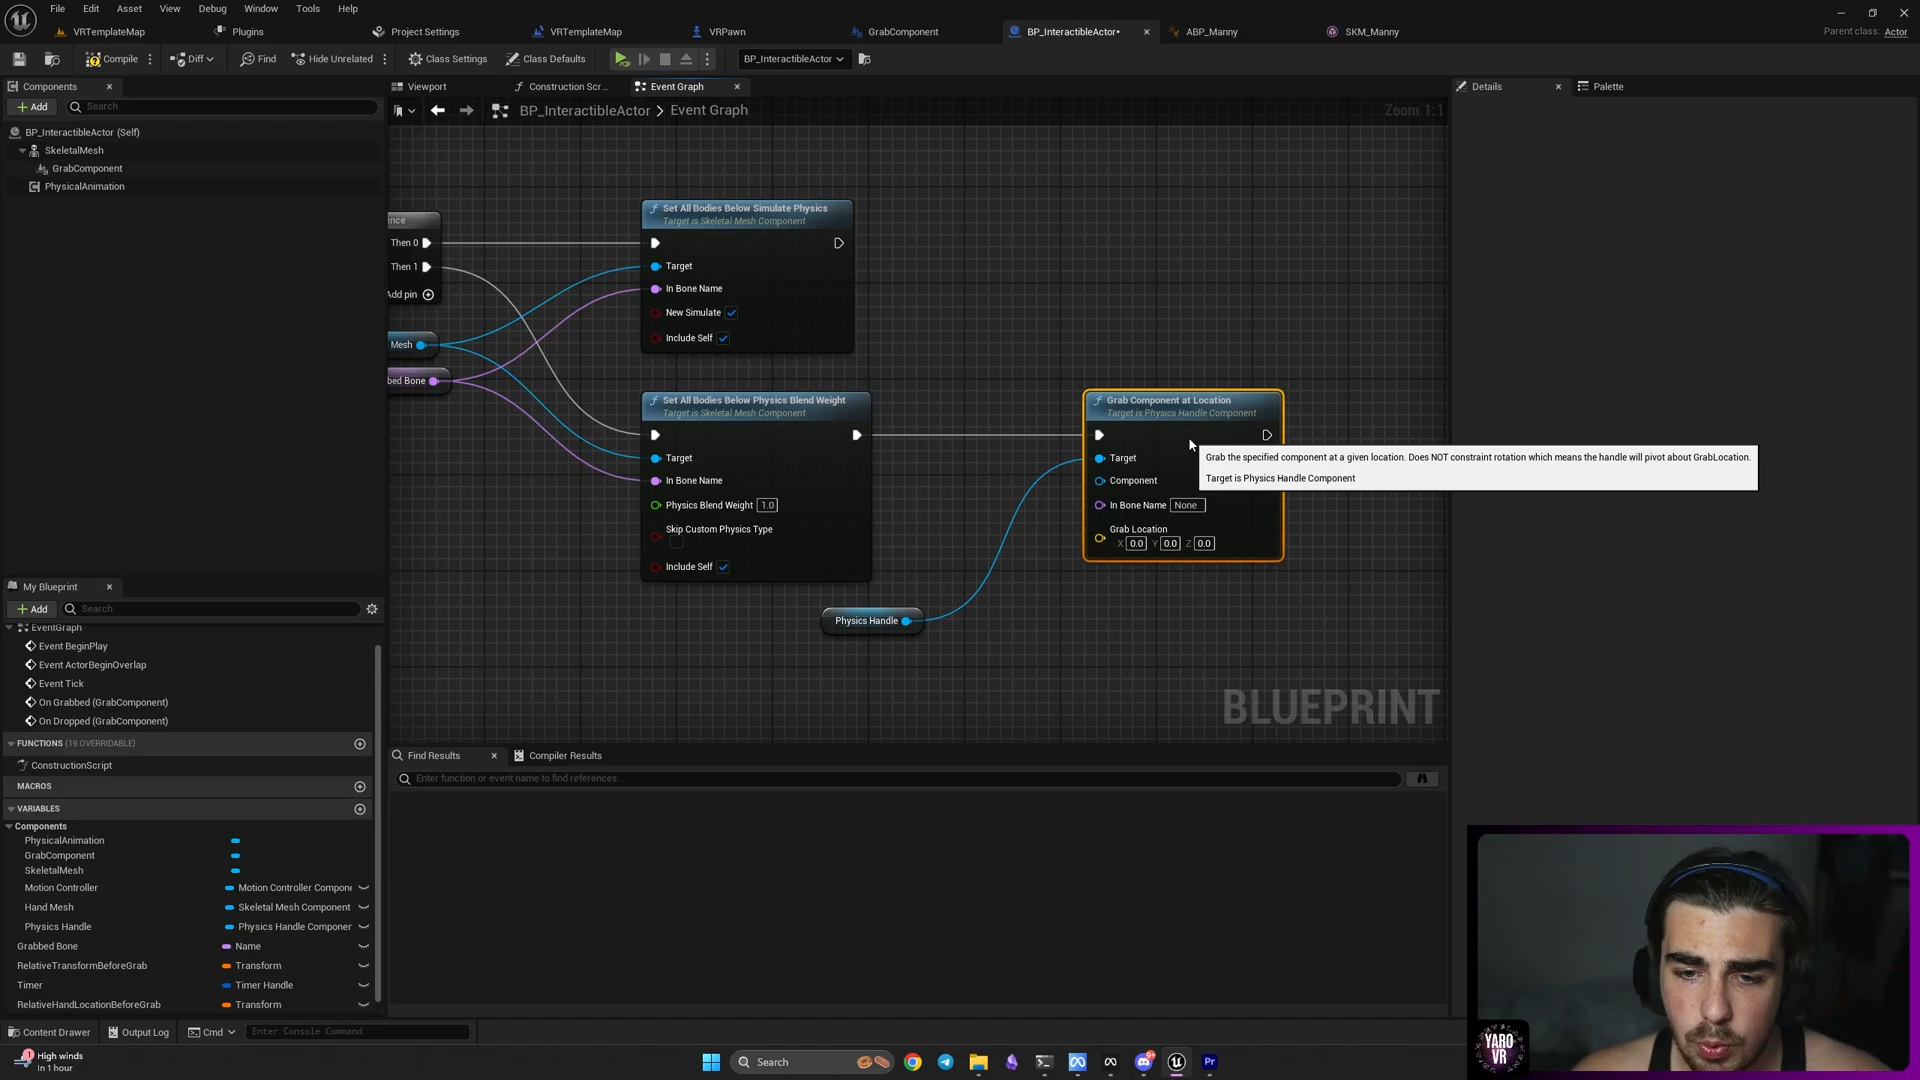 File Edit Asset View Debug Window Tools Help
VRTemplateMap Plugins Project Settings VRTemplateMap VRPawn GrabComponent BP_InteractibleActor• ABP_Manny SKM_Manny Parent class: Actor
Compile Diff Find Hide Unrelated Class Settings Class Defaults BP_InteractibleActor
Components
Add Search
BP_InteractibleActor (Self)
SkeletalMesh
GrabComponent
PhysicalAnimation
Viewport Construction Scr... Event Graph
BP_InteractibleActor > Event Graph Zoom 1:1
Details Palette
Then 0
Then 1
Add pin
Mesh
bed Bone
Set All Bodies Below Simulate Physics
Target is Skeletal Mesh Component
Target
In Bone Name
New Simulate
Include Self
Set All Bodies Below Physics Blend Weight
Target is Skeletal Mesh Component
Target
In Bone Name
Physics Blend Weight 1.0
Skip Custom Physics Type
Include Self
Physics Handle
Grab Component at Location
Target is Physics Handle Component
Target
Component
In Bone Name None
Grab Location
X 0.0 Y 0.0 Z 0.0
Grab the specified component at a given location. Does NOT constraint rotation which means the handle will pivot about GrabLocation.
Target is Physics Handle Component
BLUEPRINT
My Blueprint
Add Search
EventGraph
Event BeginPlay
Event ActorBeginOverlap
Event Tick
On Grabbed (GrabComponent)
On Dropped (GrabComponent)
FUNCTIONS (19 OVERRIDABLE)
ConstructionScript
MACROS
VARIABLES
Components
PhysicalAnimation
GrabComponent
SkeletalMesh
Motion Controller Motion Controller Compone
Hand Mesh Skeletal Mesh Component
Physics Handle Physics Handle Componer
Grabbed Bone Name
RelativeTransformBeforeGrab Transform
Timer Timer Handle
RelativeHandLocationBeforeGrab Transform
Find Results Compiler Results
Enter function or event name to find references...
Content Drawer Output Log Cmd Enter Console Command
High winds
In 1 hour
Search
Pr
YARO
VR